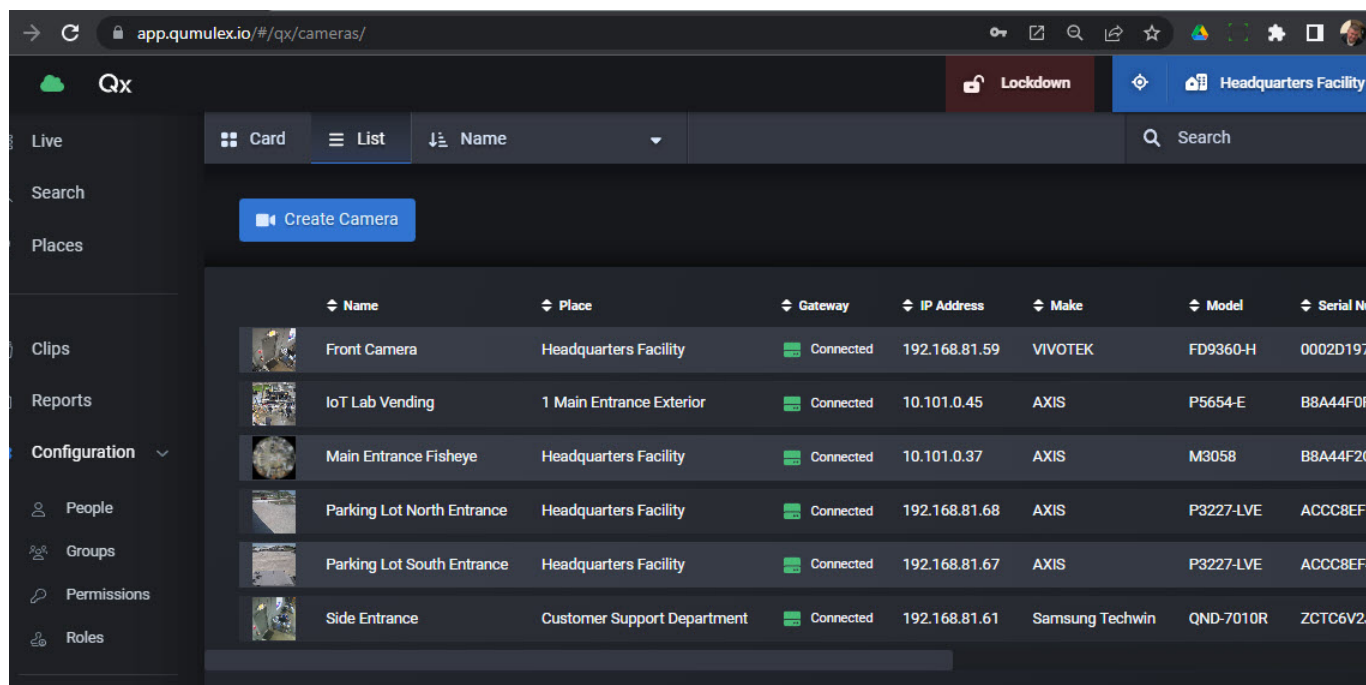 app.qumulex.io/#/qx/cameras/
Qx
Lockdown
Headquarters Facility
Live
Card
List
Name
Search
Search
Places
Create Camera
Name Place Gateway IP Address Make Model Serial
Clips
Front Camera Headquarters Facility Connected 192.168.81.59 VIVOTEK FD9360-H 0002D197
Reports
IoT Lab Vending 1 Main Entrance Exterior Connected 10.101.0.45 AXIS P5654-E
Configuration
Main Entrance Fisheye Headquarters Facility Connected 10.101.0.37 AXIS M3058
People
Parking Lot North Entrance Headquarters Facility Connected 192.168.81.68 AXIS P3227-LVE ACCC8EF
Groups
Parking Lot South Entrance Headquarters Facility Connected 192.168.81.67 AXIS P3227-LVE ACCC8EF
Permissions
Side Entrance Customer Support Department Connected 192.168.81.61 Samsung Techwin QND-7010R
Roles